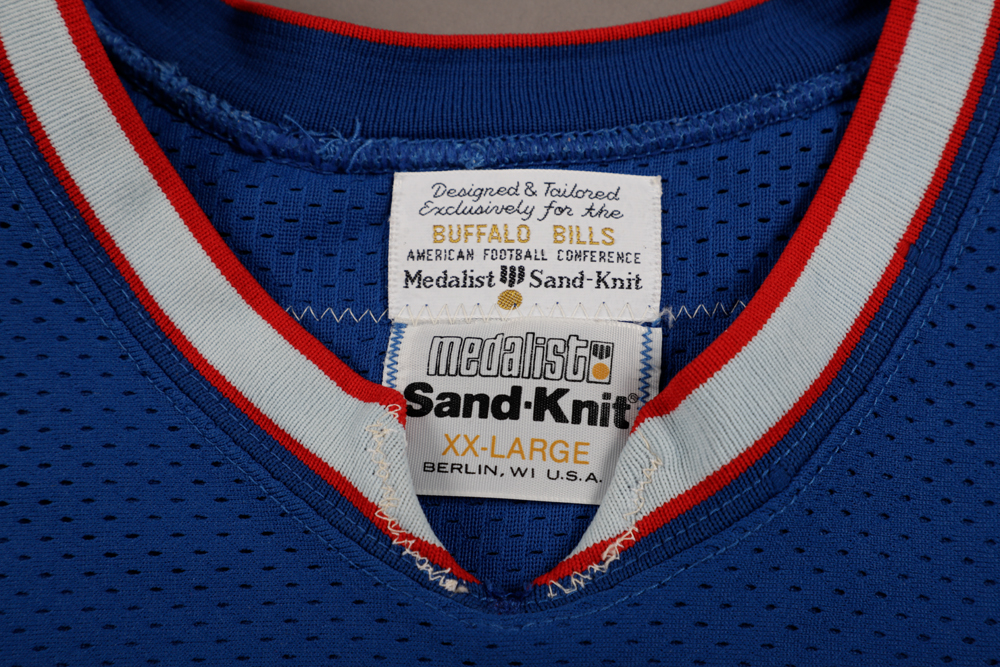 Designed & Tailored
Exclusively for the
BUFFALO BILLS
AMERICAN FOOTBALL CONFERENCE
Medalist Sand-Knit
medalist
Sand·Knit®
XX-LARGE
BERLIN, WI U.S.A.